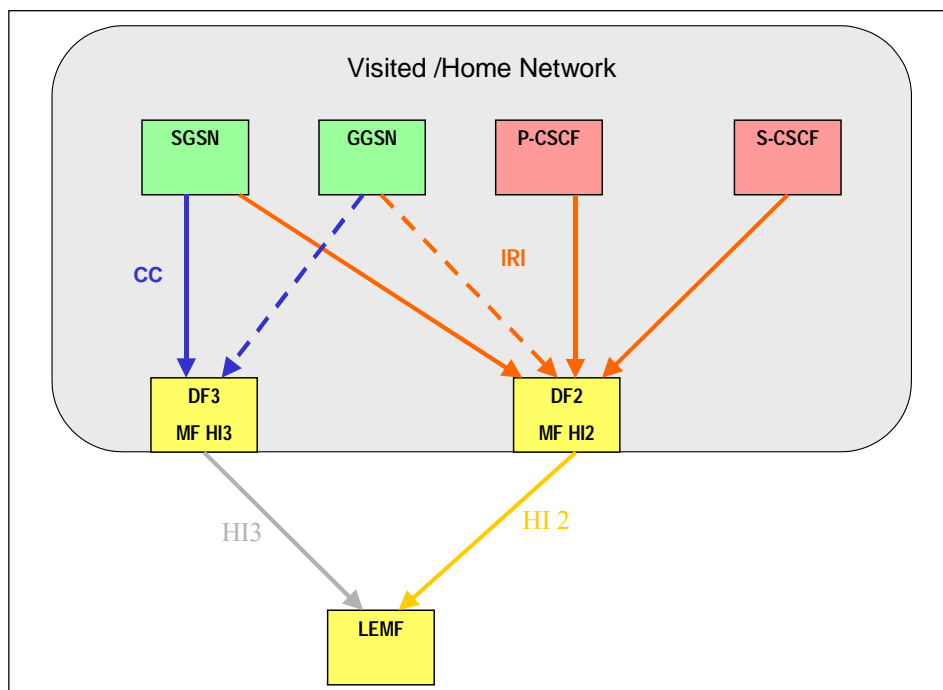 Visited /Home Network
SGSN
GGSN
P-CSCF
S-CSCF
CC
IRI
DF3
MF HI3
DF2
MF HI2
HI3
HI 2
LEMF